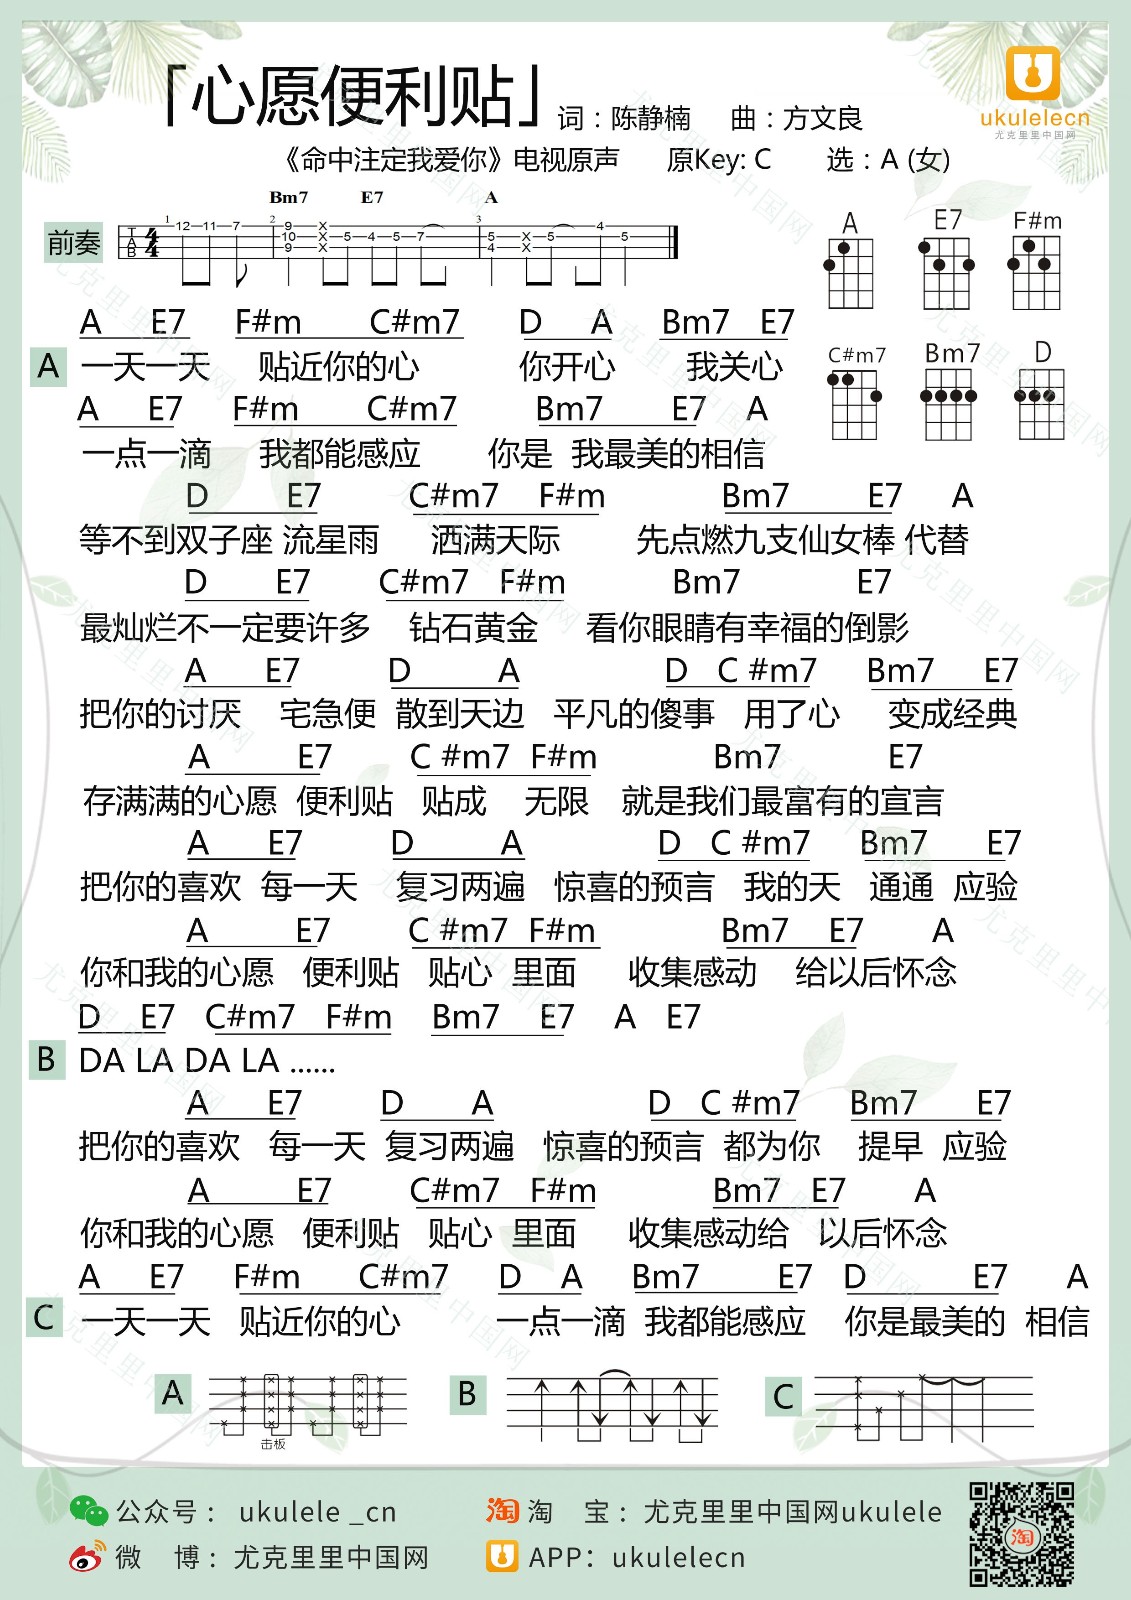 「心愿便利贴」
词：陈静楠 曲：方文良
ukulelecn
尤克里里中国网
《命中注定我爱你》电视原声 原Key: C 选：A (女)
Bm7 E7 A
前奏
1 12 11 7 2 9 10 9 X X X 5 4 5 7 3 5 4 X X 5 4 5
T A B 4 4
A E7 F#m
C#m7 Bm7 D
A E7 F#m C#m7 D A Bm7 E7
A 一天一天 贴近你的心 你开心 我关心
A E7 F#m C#m7 Bm7 E7 A
一点一滴 我都能感应 你是 我最美的相信
D E7 C#m7 F#m Bm7 E7 A
等不到双子座 流星雨 洒满天际 先点燃九支仙女棒 代替
D E7 C#m7 F#m Bm7 E7
最灿烂不一定要许多 钻石黄金 看你眼睛有幸福的倒影
A E7 D A D C #m7 Bm7 E7
把你的讨厌 宅急便 散到天边 平凡的傻事 用了心 变成经典
A E7 C #m7 F#m Bm7 E7
存满满的心愿 便利贴 贴成 无限 就是我们最富有的宣言
A E7 D A D C #m7 Bm7 E7
把你的喜欢 每一天 复习两遍 惊喜的预言 我的天 通通 应验
A E7 C #m7 F#m Bm7 E7 A
你和我的心愿 便利贴 贴心 里面 收集感动 给以后怀念
D E7 C#m7 F#m Bm7 E7 A E7
B DA LA DA LA ......
A E7 D A D C #m7 Bm7 E7
把你的喜欢 每一天 复习两遍 惊喜的预言 都为你 提早 应验
A E7 C#m7 F#m Bm7 E7 A
你和我的心愿 便利贴 贴心 里面 收集感动给 以后怀念
A E7 F#m C#m7 D A Bm7 E7 D E7 A
C 一天一天 贴近你的心 一点一滴 我都能感应 你是最美的 相信
A B C
击板
公众号： ukulele _cn
淘 淘 宝：尤克里里中国网ukulele
微 博：尤克里里中国网
APP：ukulelecn
淘